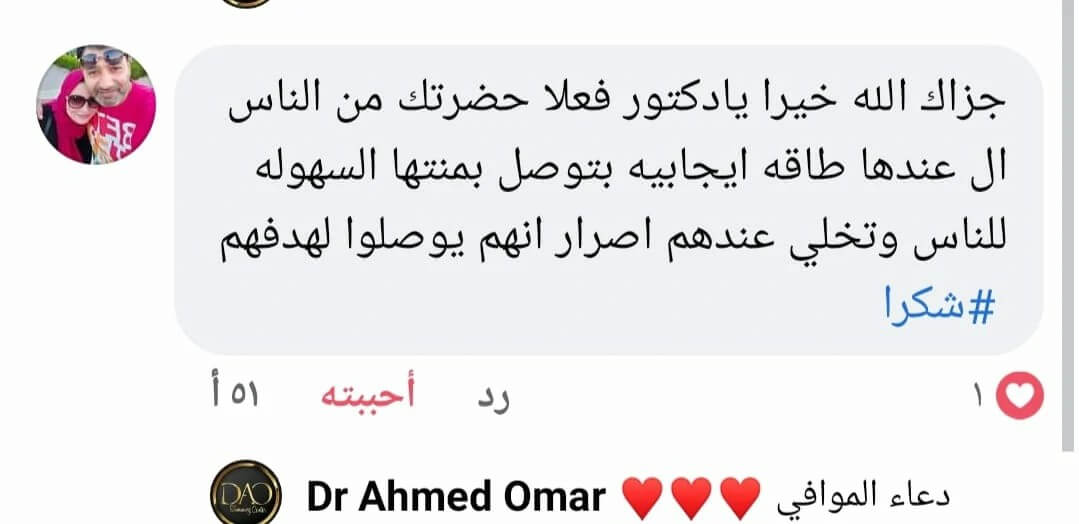 جزاك الله خيرا يادكتور فعلا حضرتك من الناس
ال عندها طاقه ايجابيه بتوصل بمنتها السهوله
للناس وتخلي عندهم اصرار انهم يوصلوا لهدفهم
#شكرا
١ رد أحببته ٥١ أ
دعاء الموافي ♥️♥️♥️ Dr Ahmed Omar
DAO